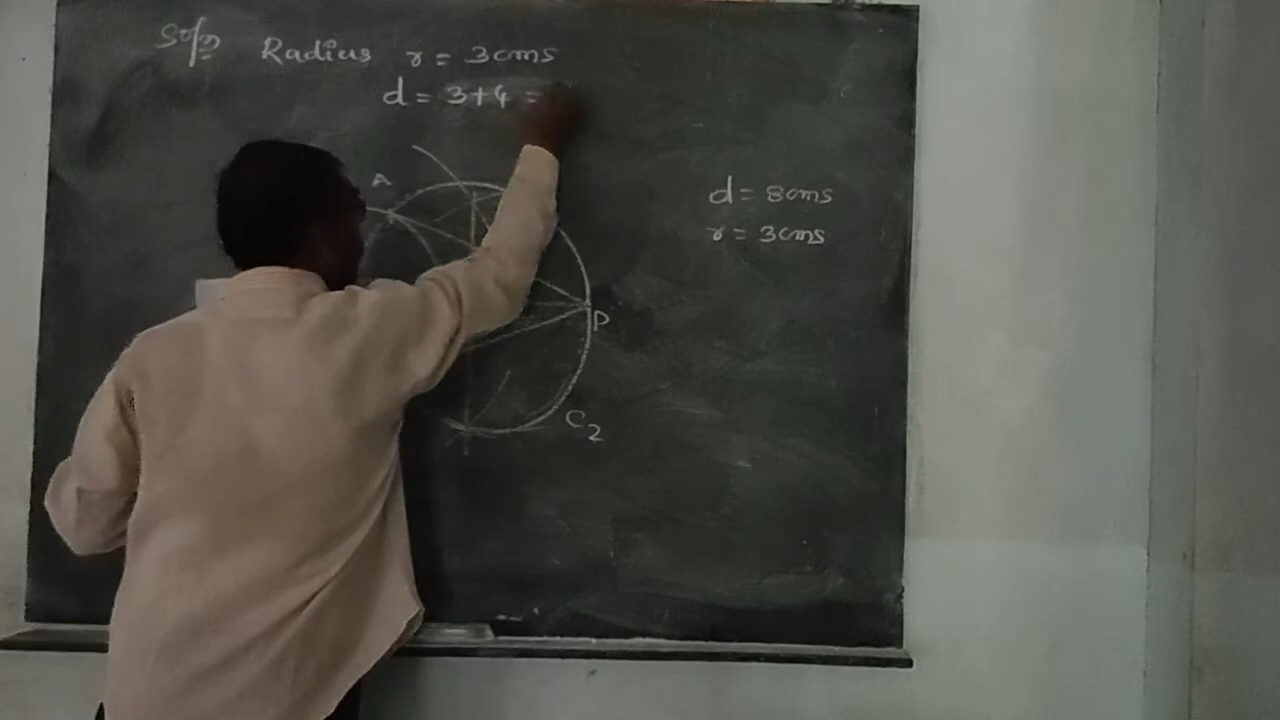 Soln Radius r = 3cms
d = 3+4 =
A
d = 8cms
r = 3cms
P
C2